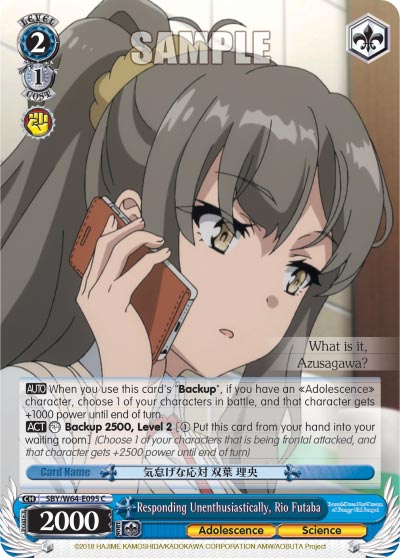 LEVEL
2
SAMPLE
1
COST
What is it,
Azusagawa?
AUTO When you use this card's "Backup", if you have an «Adolescence»
character, choose 1 of your characters in battle, and that character gets
+1000 power until end of turn.
ACT Backup 2500, Level 2 [① Put this card from your hand into your
waiting room] (Choose 1 of your characters that is being frontal attacked, and
that character gets +2500 power until end of turn)
Card Name 気怠げな応対 双葉 理央
CH SBY/W64-E095 C
Responding Unenthusiastically, Rio Futaba
POWER
2000
Adolescence
Science
©2018 HAJIME KAMOSHIDA/KADOKAWA CORPORATION AMW/AOBUTA Project